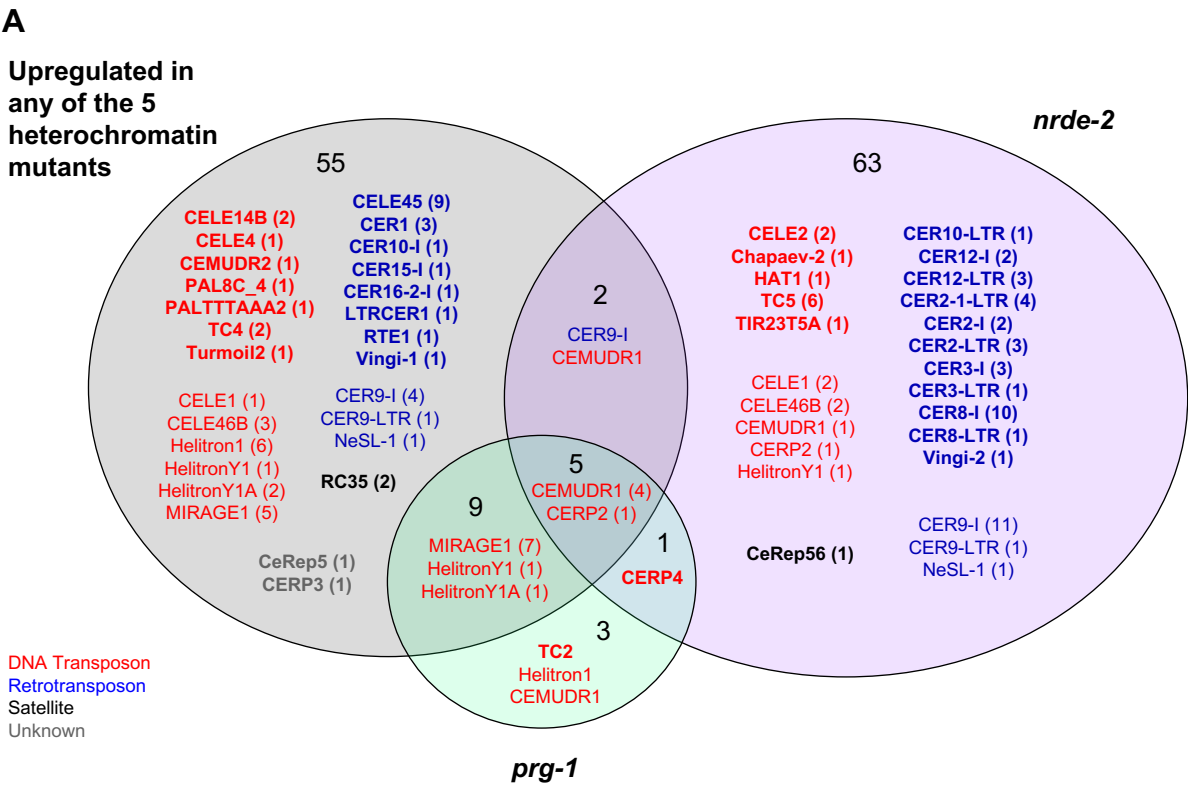 A
Upregulated in
any of the 5
heterochromatin
mutants
nrde-2
55
CELE14B (2)
CELE4 (1)
CEMUDR2 (1)
PAL8C_4 (1)
PALTTTAAA2 (1)
TC4 (2)
Turmoil2 (1)
CELE45 (9)
CER1 (3)
CER10-I (1)
CER15-I (1)
CER16-2-I (1)
LTRCER1 (1)
RTE1 (1)
Vingi-1 (1)
CELE1 (1)
CELE46B (3)
Helitron1 (6)
HelitronY1 (1)
HelitronY1A (2)
MIRAGE1 (5)
CER9-I (4)
CER9-LTR (1)
NeSL-1 (1)
RC35 (2)
CeRep5 (1)
CERP3 (1)
2
CER9-I
CEMUDR1
63
CELE2 (2)
Chapaev-2 (1)
HAT1 (1)
TC5 (6)
TIR23T5A (1)
CER10-LTR (1)
CER12-I (2)
CER12-LTR (3)
CER2-1-LTR (4)
CER2-I (2)
CER2-LTR (3)
CER3-I (3)
CER3-LTR (1)
CER8-I (10)
CER8-LTR (1)
Vingi-2 (1)
CELE1 (2)
CELE46B (2)
CEMUDR1 (1)
CERP2 (1)
HelitronY1 (1)
CeRep56 (1)
CER9-I (11)
CER9-LTR (1)
NeSL-1 (1)
5
CEMUDR1 (4)
CERP2 (1)
9
MIRAGE1 (7)
HelitronY1 (1)
HelitronY1A (1)
1
CERP4
3
TC2
Helitron1
CEMUDR1
DNA Transposon
Retrotransposon
Satellite
Unknown
prg-1